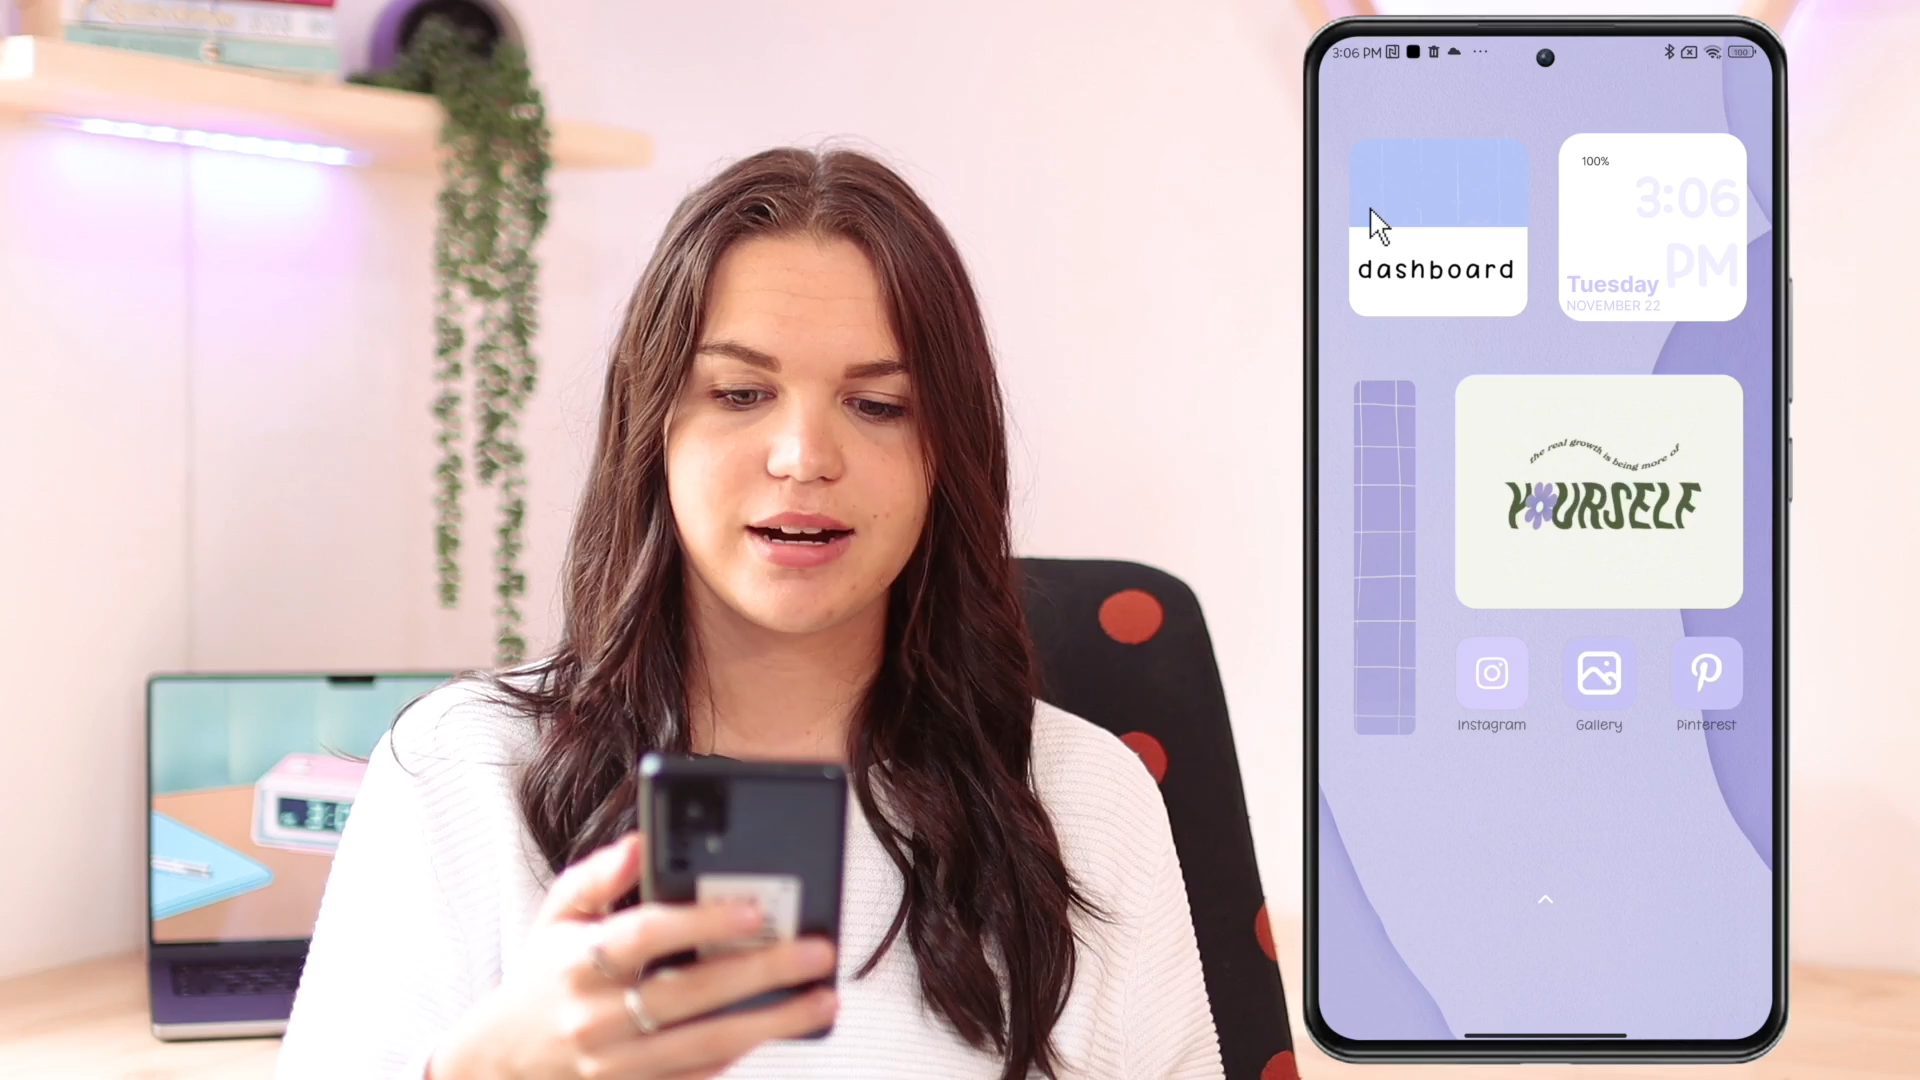 3:06 PM
100
100%
3:06
PM
dashboard
Tuesday
NOVEMBER 22
the real growth is being more of
YOURSELF
Instagram
Gallery
Pinterest